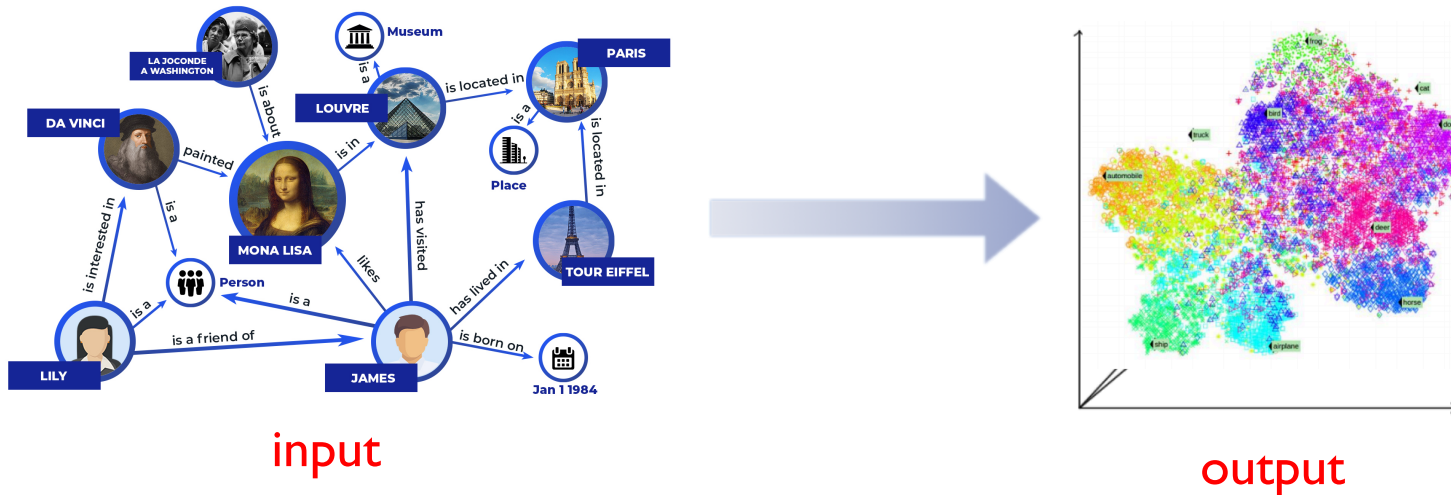 LA JOCONDE
A WASHINGTON
Museum
PARIS
is a
is located in
LOUVRE
is about
DA VINCI
painted
is in
is a
Place
is located in
is a
MONA LISA
has visited
TOUR EIFFEL
is interested in
Person
likes
has lived in
is a
is a
is a friend of
is born on
LILY
JAMES
Jan 1 1984
input
frog
cat
bird
do
truck
automobile
deer
horse
ship
airplane
output